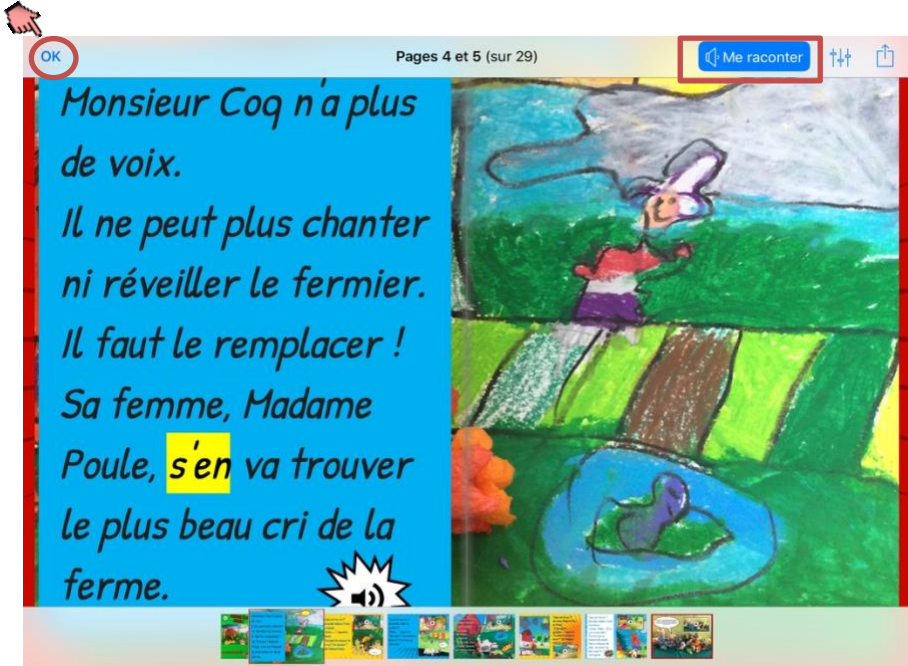 OK
Pages 4 et 5 (sur 29)
Me raconter
Monsieur Coq n'a plus
de voix.
Il ne peut plus chanter
ni réveiller le fermier.
Il faut le remplacer !
Sa femme, Madame
Poule, s'en va trouver
le plus beau cri de la
ferme.